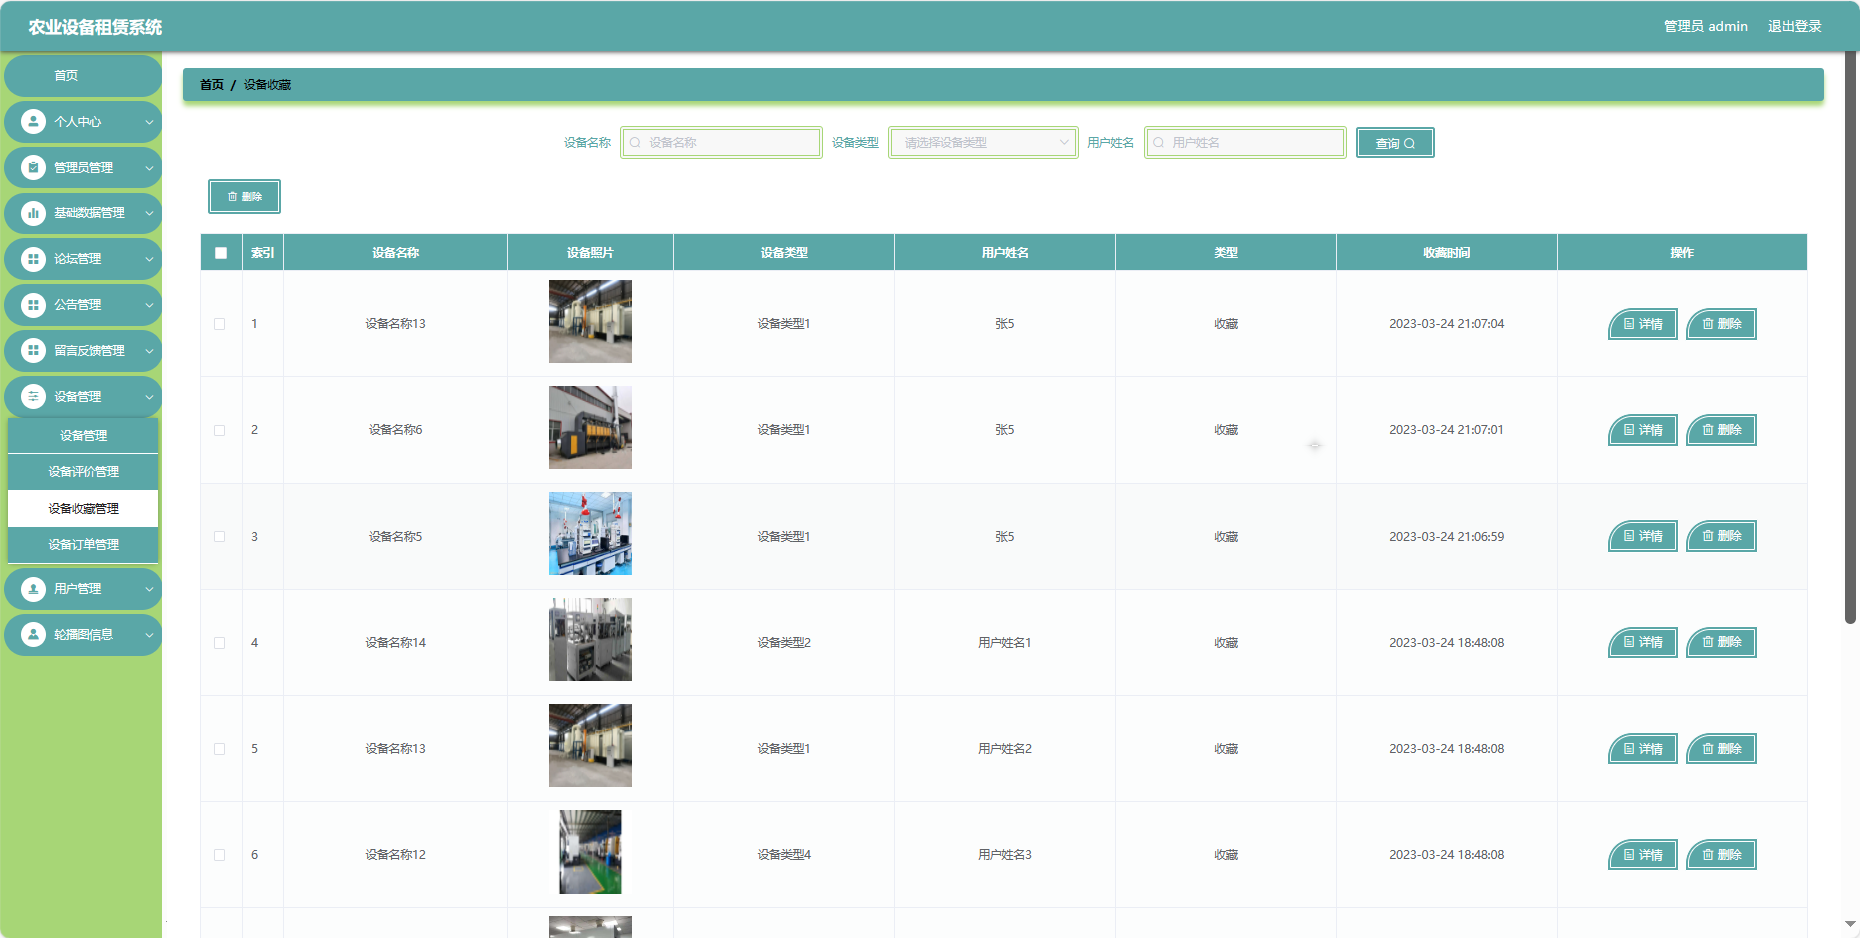 农业设备租赁系统
管理员 admin 退出登录
首页
个人中心
管理员管理
基础数据管理
论坛管理
公告管理
留言反馈管理
设备管理
设备管理
设备评价管理
设备收藏管理
设备订单管理
用户管理
轮播图信息
首页 / 设备收藏
设备名称 设备名称 设备类型 请选择设备类型 用户姓名 用户姓名 查询
删除
索引 设备名称 设备照片 设备类型 用户姓名 类型 收藏时间 操作
1 设备名称13 设备类型1 张5 收藏 2023-03-24 21:07:04 详情 删除
2 设备名称6 设备类型1 张5 收藏 2023-03-24 21:07:01 详情 删除
3 设备名称5 设备类型1 张5 收藏 2023-03-24 21:06:59 详情 删除
4 设备名称14 设备类型2 用户姓名1 收藏 2023-03-24 18:48:08 详情 删除
5 设备名称13 设备类型1 用户姓名2 收藏 2023-03-24 18:48:08 详情 删除
6 设备名称12 设备类型4 用户姓名3 收藏 2023-03-24 18:48:08 详情 删除